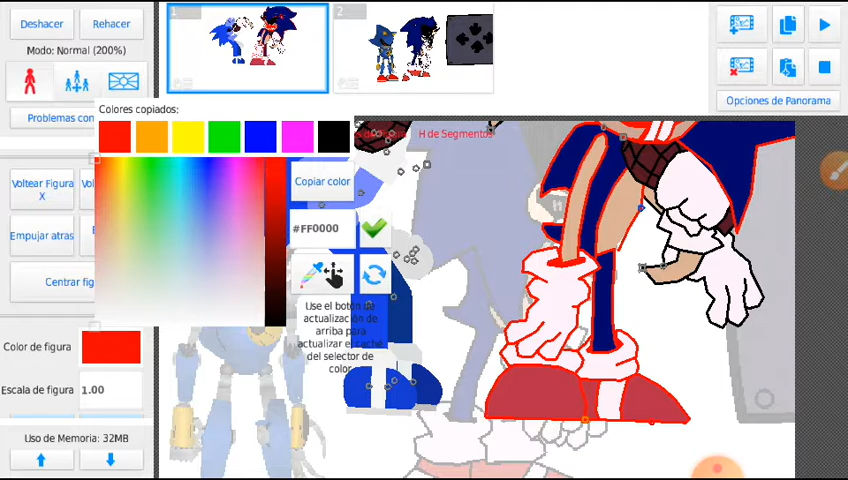 Deshacer
Rehacer
Modo: Normal (200%)
Problemas con
Voltear Figura
X
Empujar atras
Centrar fig
Color de figura
Escala de figura
1.00
Uso de Memoria: 32MB
Colores copiados:
Copiar color
#FF0000
Use el botón de
actualización de
arriba para
actualizar el caché
del selector de
color
1
2
H de Segmentos
Opciones de Panorama